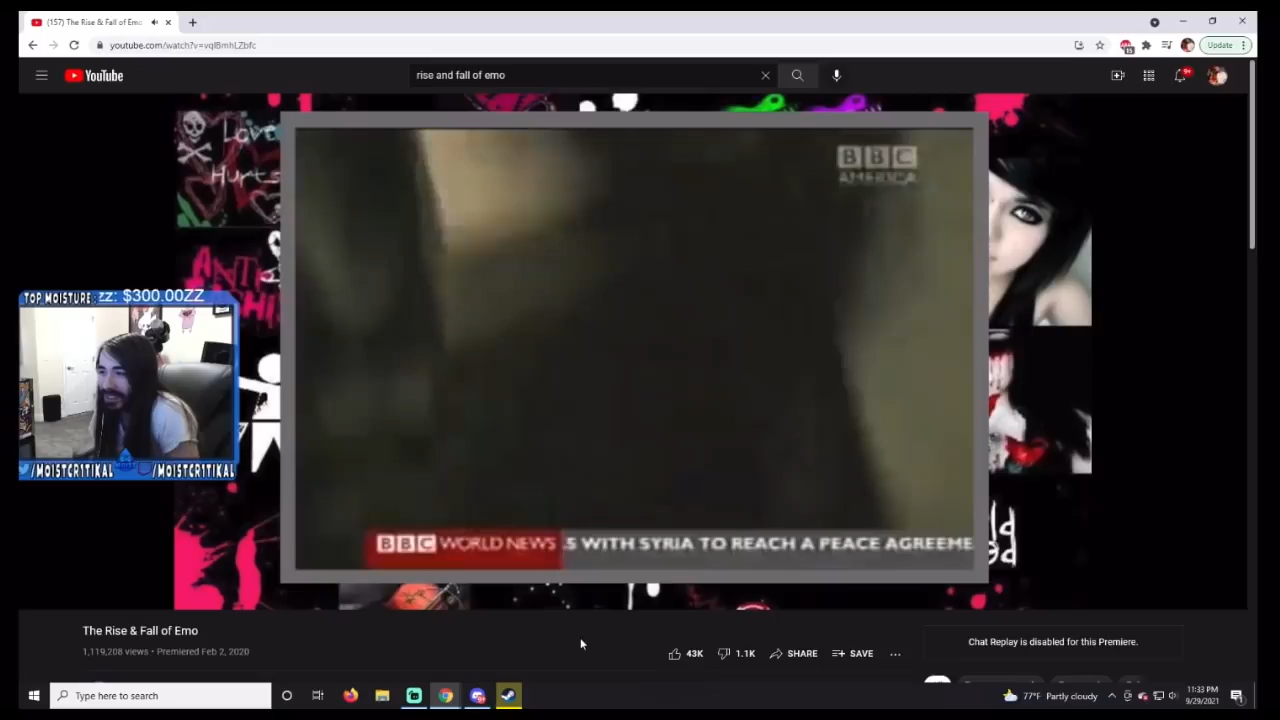 (157) The Rise & Fall of Emo
youtube.com/watch?v=
Update
YouTube
rise and fall of emo
9+
Love
Hurts
BBC
AMERICA
TOP MOISTURE: zz: $300.00ZZ
/MOISTCR1TIKAL /MOISTCR1TIKAL
BBC WORLD NEWS .S WITH SYRIA TO REACH A PEACE AGREEME
The Rise & Fall of Emo
1,119,208 views • Premiered Feb 2, 2020
43K 1.1K SHARE SAVE
Chat Replay is disabled for this Premiere.
Type here to search
77°F Partly cloudy
11:33 PM
9/29/2021